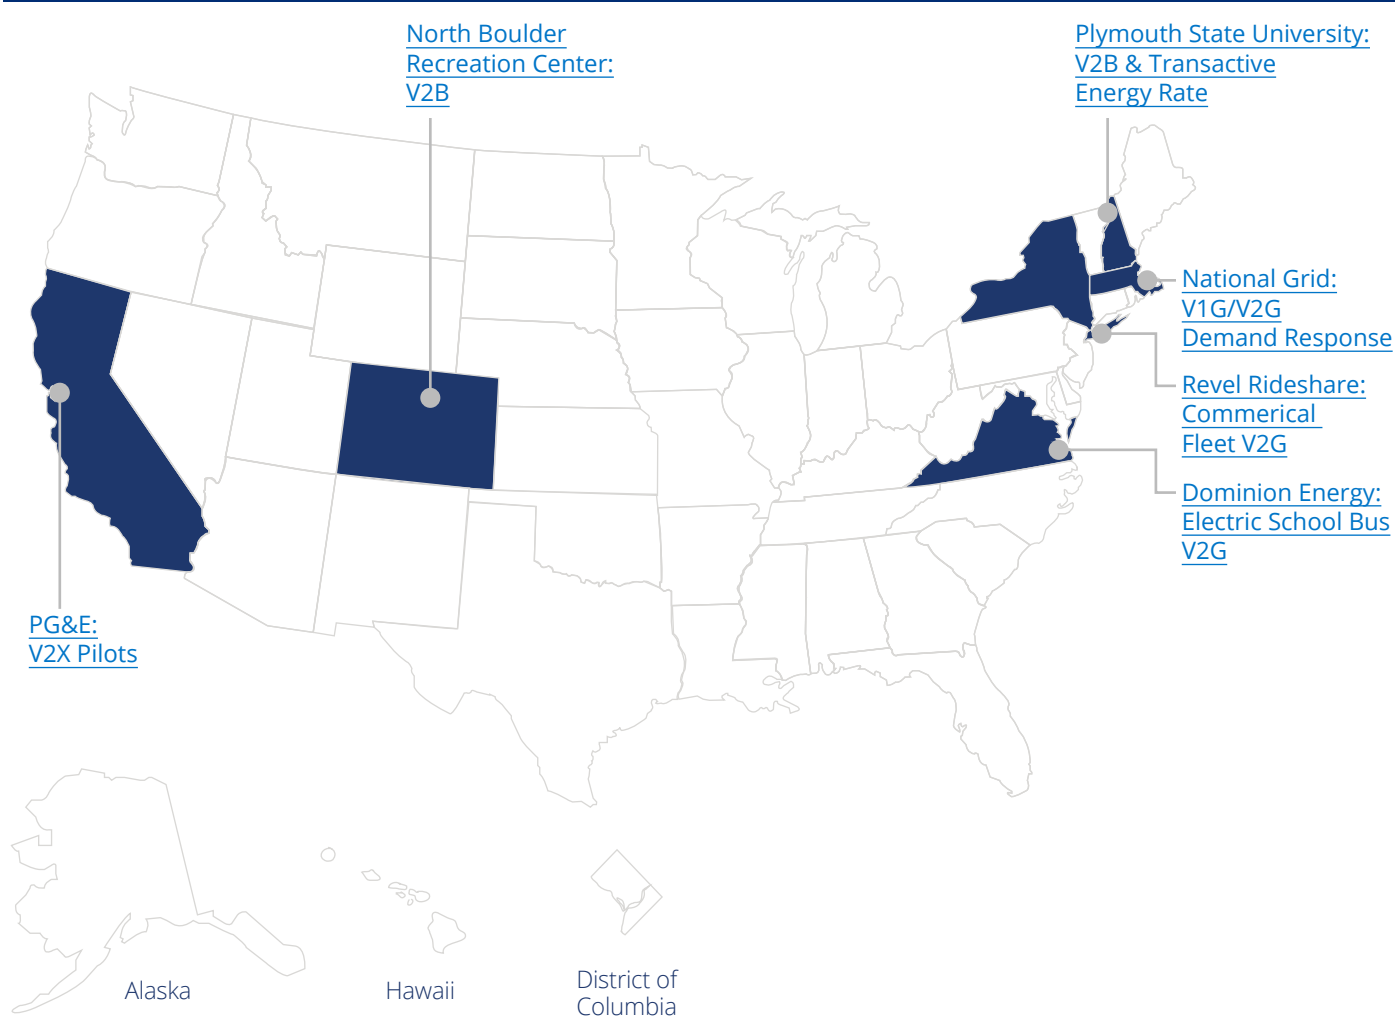 North Boulder
Recreation Center:
V2B
Plymouth State University:
V2B & Transactive
Energy Rate
National Grid:
V1G/V2G
Demand Response
Revel Rideshare:
Commerical
Fleet V2G
Dominion Energy:
Electric School Bus
V2G
PG&E:
V2X Pilots
Alaska
Hawaii
District of
Columbia